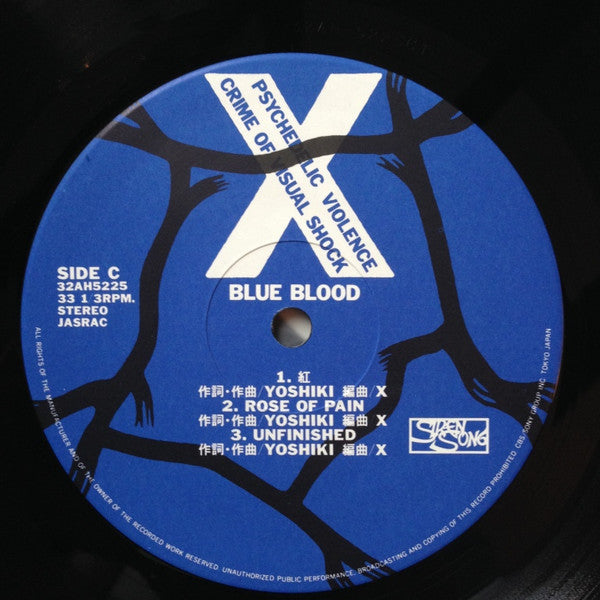 X
PSYCHEDELIC VIOLENCE
CRIME OF VISUAL SHOCK
BLUE BLOOD
SIDE C
32AH5225
33 1 3RPM.
STEREO
JASRAC
1. 紅
作詞・作曲/YOSHIKI 編曲/X
2. ROSE OF PAIN
作詞・作曲/YOSHIKI 編曲/X
3. UNFINISHED
作詞・作曲/YOSHIKI 編曲/X
SIREN SONG
ALL RIGHTS OF THE MANUFACTURER AND OF THE OWNER OF THE RECORDED WORK RESERVED. UNAUTHORIZED PUBLIC PERFORMANCE, BROADCASTING AND COPYING OF THIS RECORD PROHIBITED CBS/SONY GROUP INC. TOKYO JAPAN